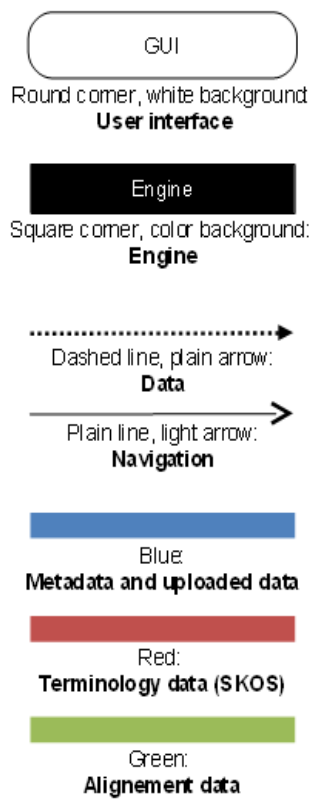 GUI
Round corner, white background
User interface
Engine
Square corner, color background:
Engine
Dashed line, plain arrow:
Data
Plain line, light arrow:
Navigation
Blue:
Metadata and uploaded data
Red:
Terminology data (SKOS)
Green:
Alignement data